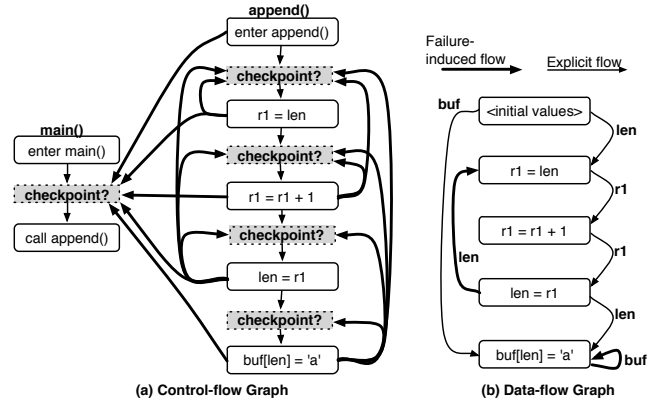 append()
enter append()
checkpoint?
r1 = len
checkpoint?
r1 = r1 + 1
checkpoint?
len = r1
checkpoint?
buf[len] = 'a'
main()
enter main()
checkpoint?
call append()
(a) Control-flow Graph
Failure-
induced flow
Explicit flow
buf
<initial values>
len
r1 = len
r1
r1 = r1 + 1
r1
len
len = r1
len
buf[len] = 'a'
buf
(b) Data-flow Graph